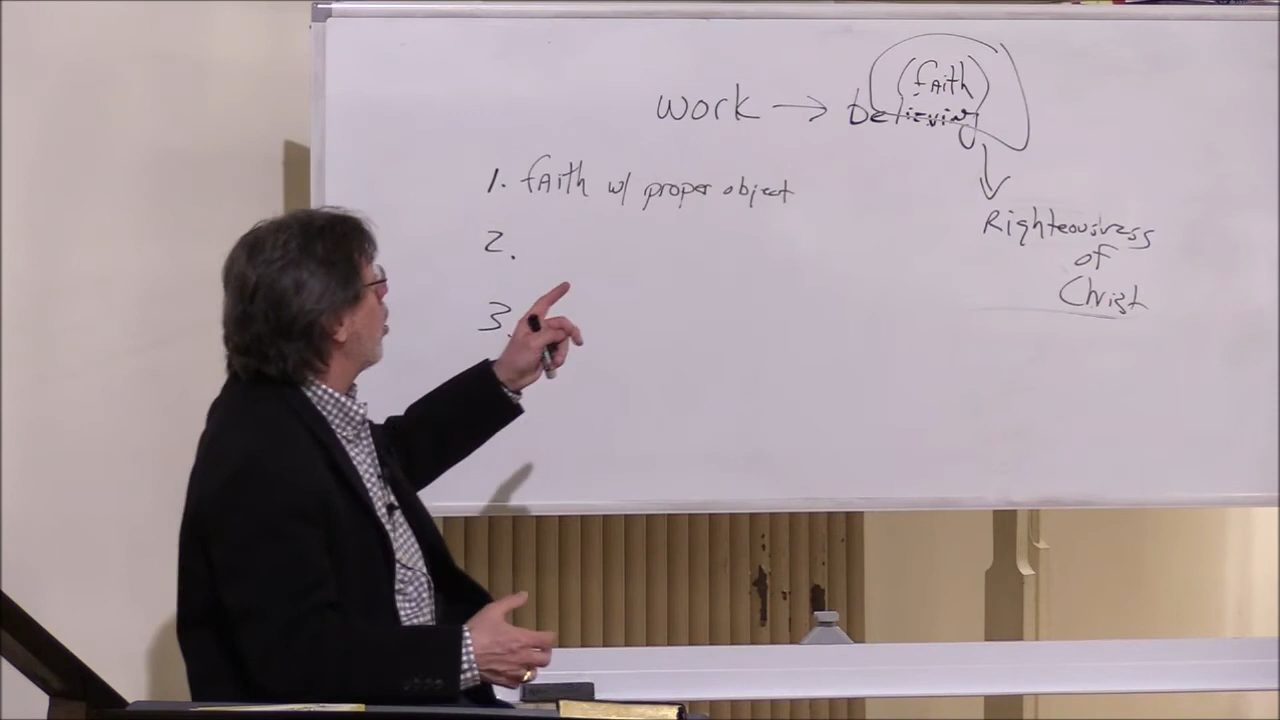 (faith)
work → believing
1. faith w/ proper object
2.
3.
Righteousness
of
Christ